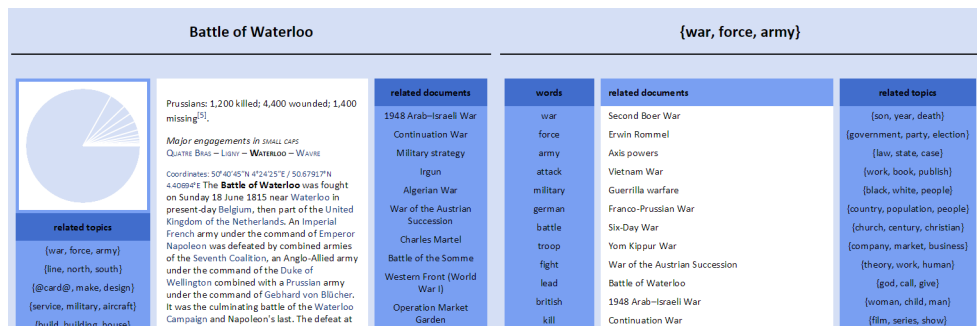 Battle of Waterloo
{war, force, army}
Prussians: 1,200 killed; 4,400 wounded; 1,400
missing[5].
Major engagements in SMALL CAPS
QUATRE BRAS – LIGNY – WATERLOO – WAVRE
Coordinates: 50°40′45″N 4°24′25″E / 50.67917°N
4.40694°E The Battle of Waterloo was fought
on Sunday 18 June 1815 near Waterloo in
present-day Belgium, then part of the United
Kingdom of the Netherlands. An Imperial
French army under the command of Emperor
Napoleon was defeated by combined armies
of the Seventh Coalition, an Anglo-Allied army
under the command of the Duke of
Wellington combined with a Prussian army
under the command of Gebhard von Blücher.
It was the culminating battle of the Waterloo
Campaign and Napoleon's last. The defeat at
related topics
{war, force, army}
{line, north, south}
{@card@, make, design}
{service, military, aircraft}
{build, building, house}
related documents
1948 Arab–Israeli War
Continuation War
Military strategy
Irgun
Algerian War
War of the Austrian
Succession
Charles Martel
Battle of the Somme
Western Front (World
War I)
Operation Market
Garden
words
war
force
army
attack
military
german
battle
troop
fight
lead
british
kill
related documents
Second Boer War
Erwin Rommel
Axis powers
Vietnam War
Guerrilla warfare
Franco-Prussian War
Six-Day War
Yom Kippur War
War of the Austrian Succession
Battle of Waterloo
1948 Arab–Israeli War
Continuation War
related topics
{son, year, death}
{government, party, election}
{law, state, case}
{work, book, publish}
{black, white, people}
{country, population, people}
{church, century, christian}
{company, market, business}
{theory, work, human}
{god, call, give}
{woman, child, man}
{film, series, show}